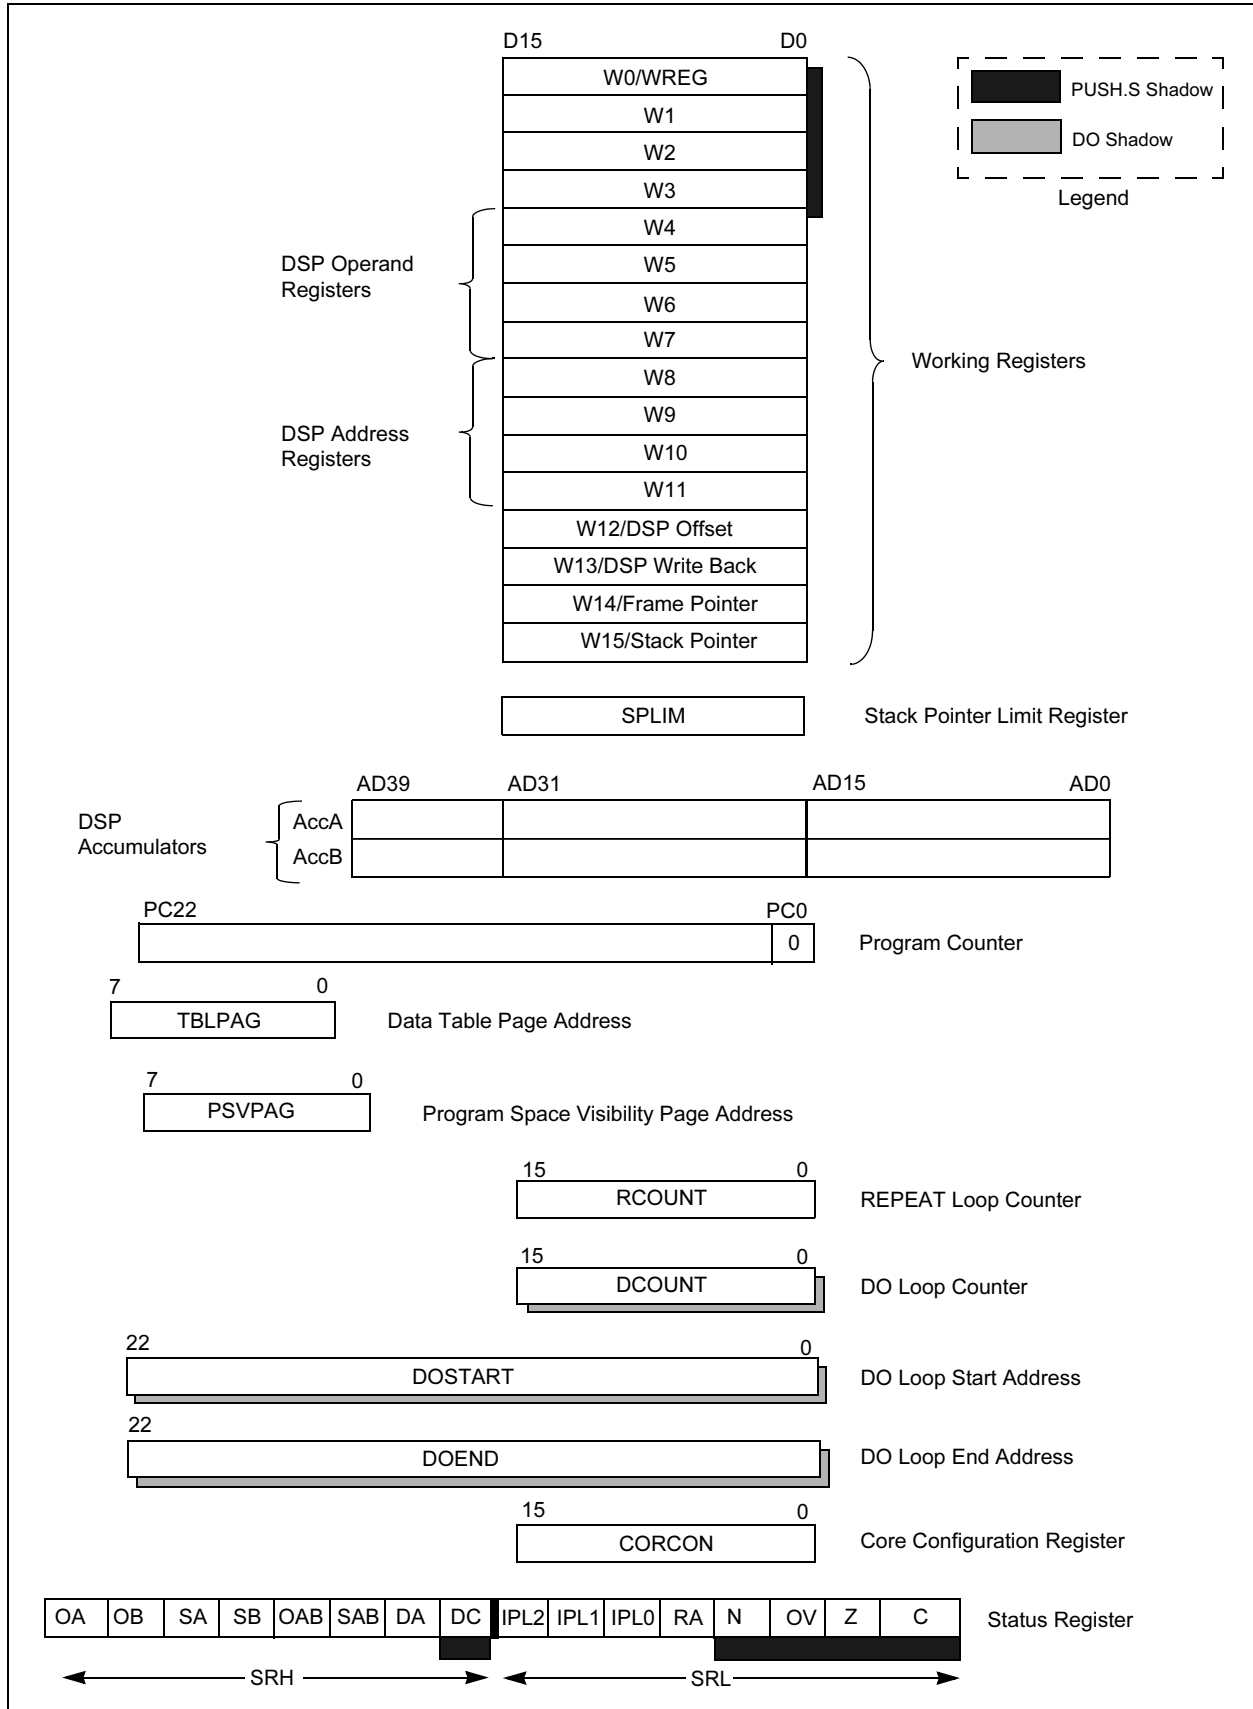 D15 D0
W0/WREG
W1
W2
W3
W4
W5
W6
W7
W8
W9
W10
W11
W12/DSP Offset
W13/DSP Write Back
W14/Frame Pointer
W15/Stack Pointer
PUSH.S Shadow
DO Shadow
Legend
DSP Operand
Registers
DSP Address
Registers
Working Registers
SPLIM Stack Pointer Limit Register
AD39 AD31 AD15 AD0
DSP
Accumulators
AccA
AccB
PC22 PC0
0 Program Counter
7 0
TBLPAG Data Table Page Address
7 0
PSVPAG Program Space Visibility Page Address
15 0
RCOUNT REPEAT Loop Counter
15 0
DCOUNT DO Loop Counter
22 0
DOSTART DO Loop Start Address
22
DOEND DO Loop End Address
15 0
CORCON Core Configuration Register
OA OB SA SB OAB SAB DA DC IPL2 IPL1 IPL0 RA N OV Z C Status Register
SRH SRL